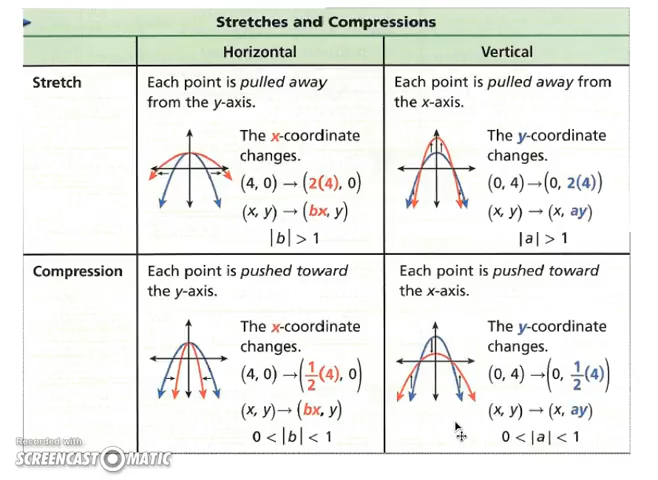 Stretches and Compressions
Horizontal
Vertical
Stretch
Each point is pulled away
from the y-axis.
The x-coordinate
changes.
(4, 0) → (2(4), 0)
(x, y) → (bx, y)
|b| > 1
Each point is pulled away from
the x-axis.
The y-coordinate
changes.
(0, 4)→(0, 2(4))
(x, y) → (x, ay)
|a| > 1
Compression
Each point is pushed toward
the y-axis.
The x-coordinate
changes.
(4, 0) →(1/2(4), 0)
(x, y)→ (bx, y)
0 < |b| < 1
Each point is pushed toward
the x-axis.
The y-coordinate
changes.
(0, 4) →(0, 1/2(4))
(x, y) → (x, ay)
0 < |a| < 1
Recorded with
SCREENCAST-O-MATIC